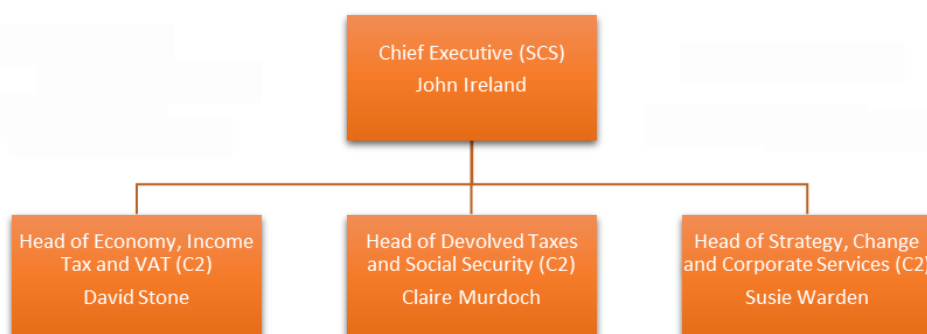 Chief Executive (SCS)
John Ireland
Head of Economy, Income
Tax and VAT (C2)
David Stone
Head of Devolved Taxes
and Social Security (C2)
Claire Murdoch
Head of Strategy, Change
and Corporate Services (C2)
Susie Warden